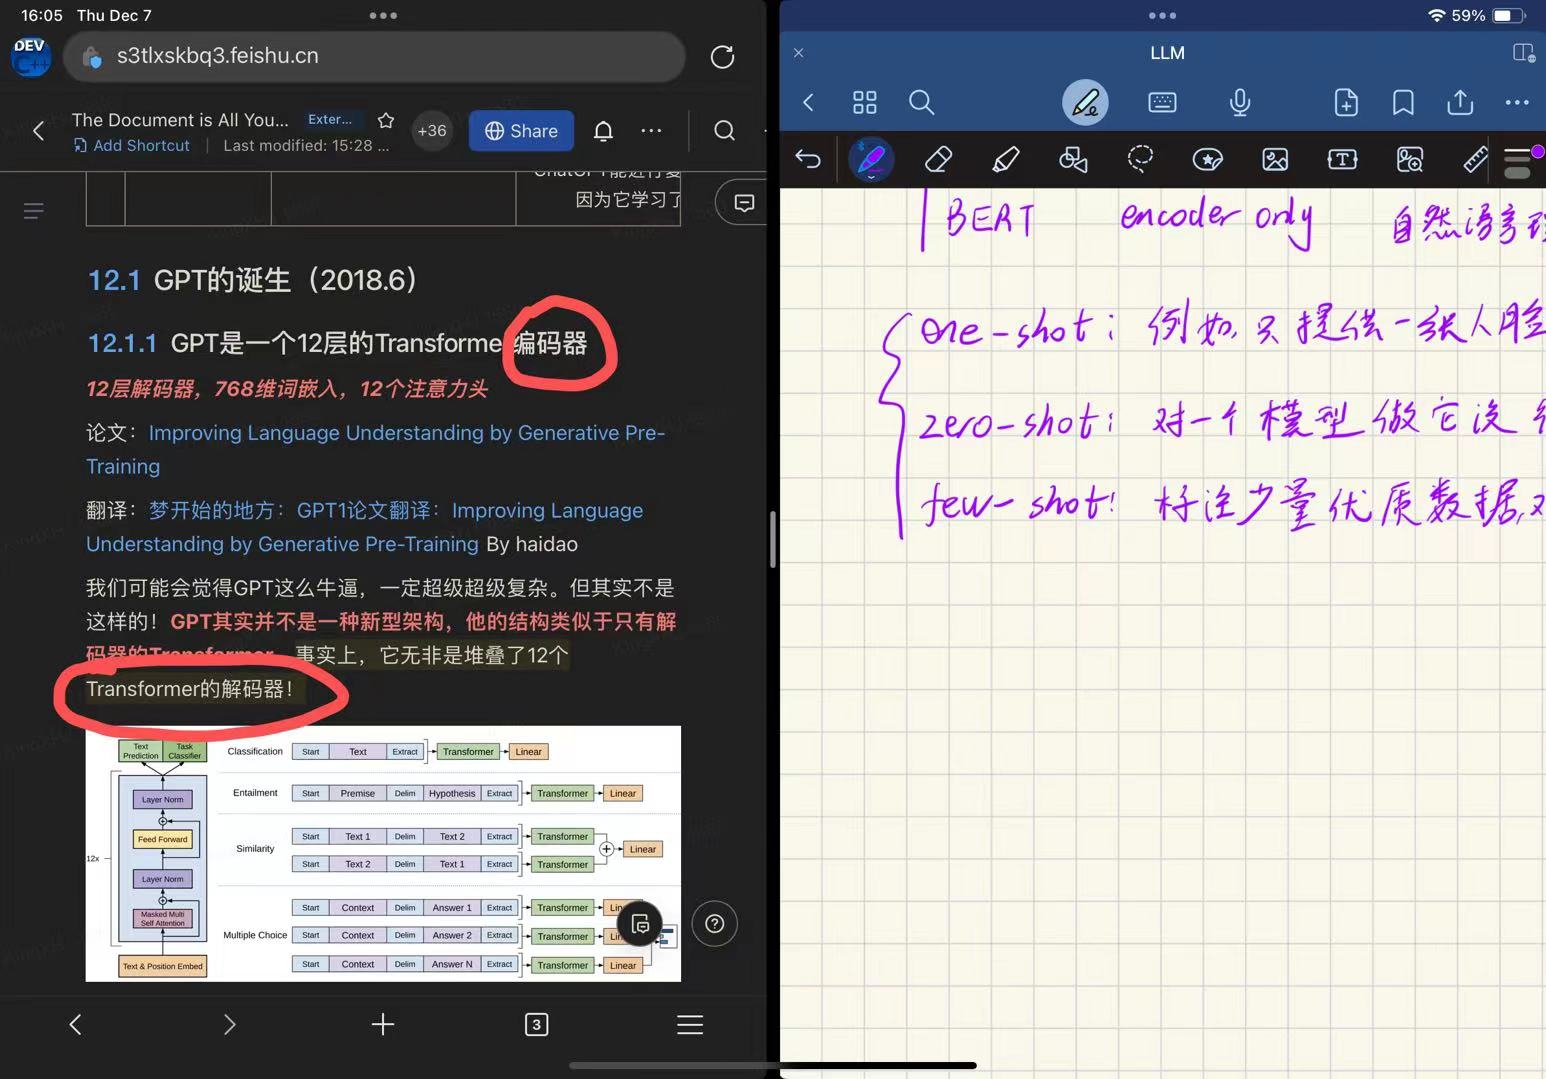 16:05 Thu Dec 7
59%
DEV
C++
s3tlxskbq3.feishu.cn
The Document is All You... Exter...
+36
Share
Add Shortcut | Last modified: 15:28 ...
因为它学习了
12.1 GPT的诞生（2018.6）
12.1.1 GPT是一个12层的Transforme编码器
12层解码器，768维词嵌入，12个注意力头
论文：Improving Language Understanding by Generative Pre-
Training
翻译：梦开始的地方：GPT1论文翻译：Improving Language
Understanding by Generative Pre-Training By haidao
我们可能会觉得GPT这么牛逼，一定超级超级复杂。但其实不是
这样的！GPT其实并不是一种新型架构，他的结构类似于只有解
码器的Transformer。事实上，它无非是堆叠了12个
Transformer的解码器！
Text Prediction
Task Classifier
12x
Layer Norm
Feed Forward
Layer Norm
Masked Multi
Self Attention
Text & Position Embed
Classification Start Text Extract Transformer Linear
Entailment Start Premise Delim Hypothesis Extract Transformer Linear
Similarity
Start Text 1 Delim Text 2 Extract Transformer
Linear
Start Text 2 Delim Text 1 Extract Transformer
Multiple Choice
Start Context Delim Answer 1 Extract Transformer
Start Context Delim Answer 2 Extract Transformer
Start Context Delim Answer N Extract Transformer Linear
3
LLM
BERT encoder only 自然语言
one-shot: 例如只提供一张人脸
zero-shot: 对一个模型做它没
few-shot: 标注少量优质数据,